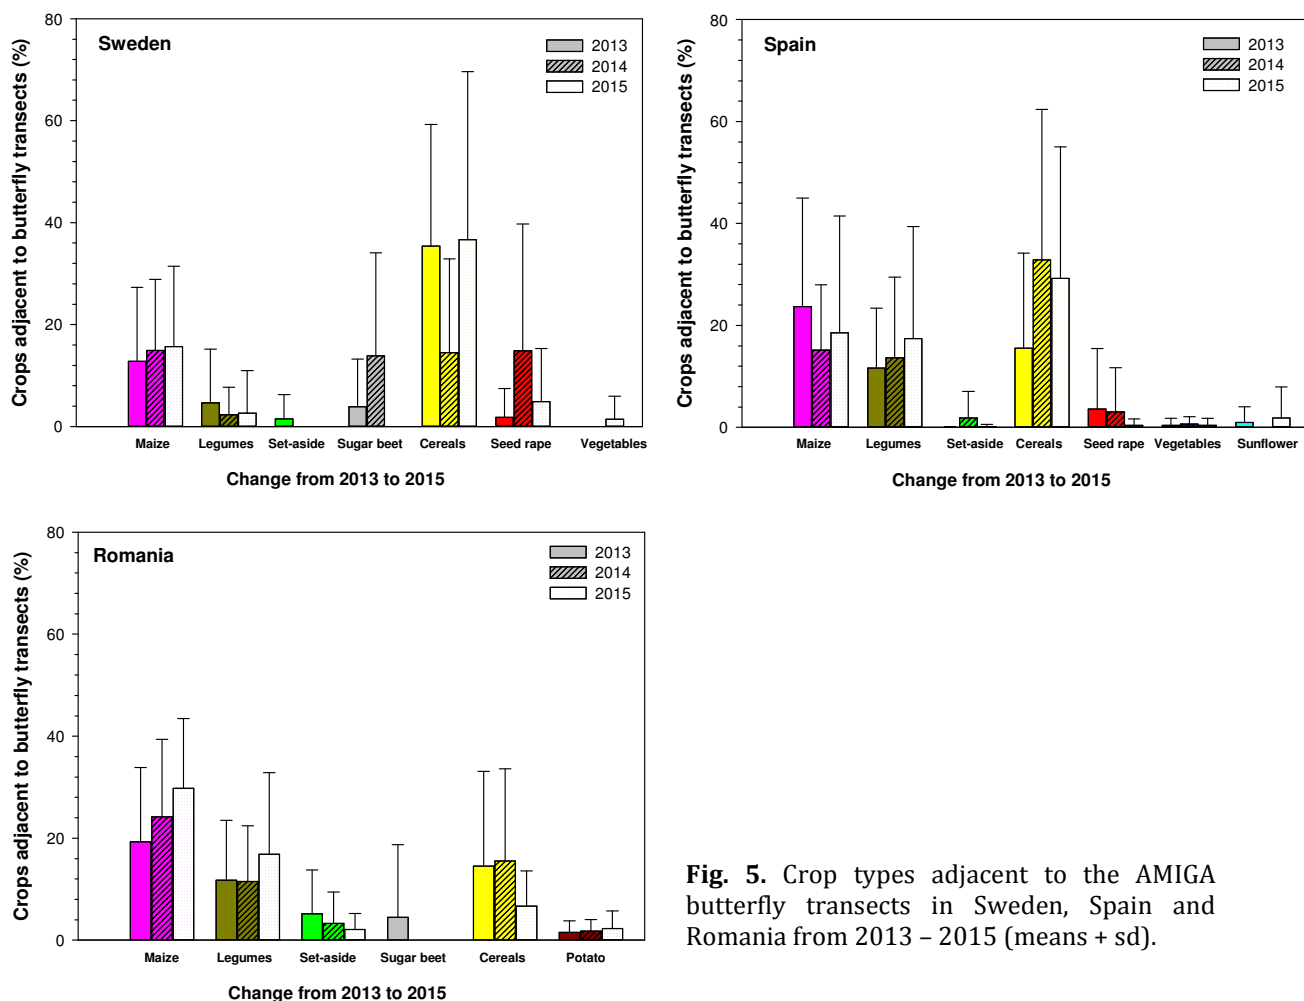 Sweden
2013
2014
2015
Crops adjacent to butterfly transects (%)
80
60
40
20
0
Maize Legumes Set-aside Sugar beet Cereals Seed rape Vegetables
Change from 2013 to 2015
Spain
2013
2014
2015
Crops adjacent to butterfly transects (%)
80
60
40
20
0
Maize Legumes Set-aside Cereals Seed rape Vegetables Sunflower
Change from 2013 to 2015
Romania
2013
2014
2015
Crops adjacent to butterfly transects (%)
80
60
40
20
0
Maize Legumes Set-aside Sugar beet Cereals Potato
Change from 2013 to 2015
Fig. 5. Crop types adjacent to the AMIGA
butterfly transects in Sweden, Spain and
Romania from 2013 – 2015 (means + sd).